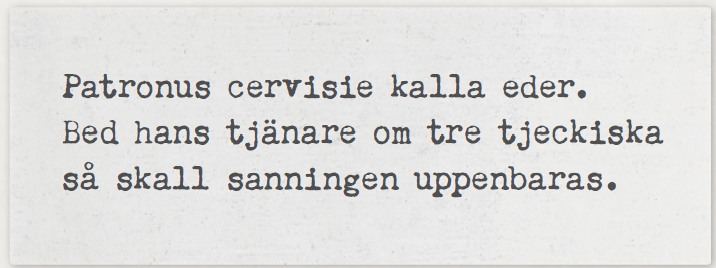 Patronus cervisie kalla eder.
Bed hans tjänare om tre tjeckiska
så skall sanningen uppenbaras.